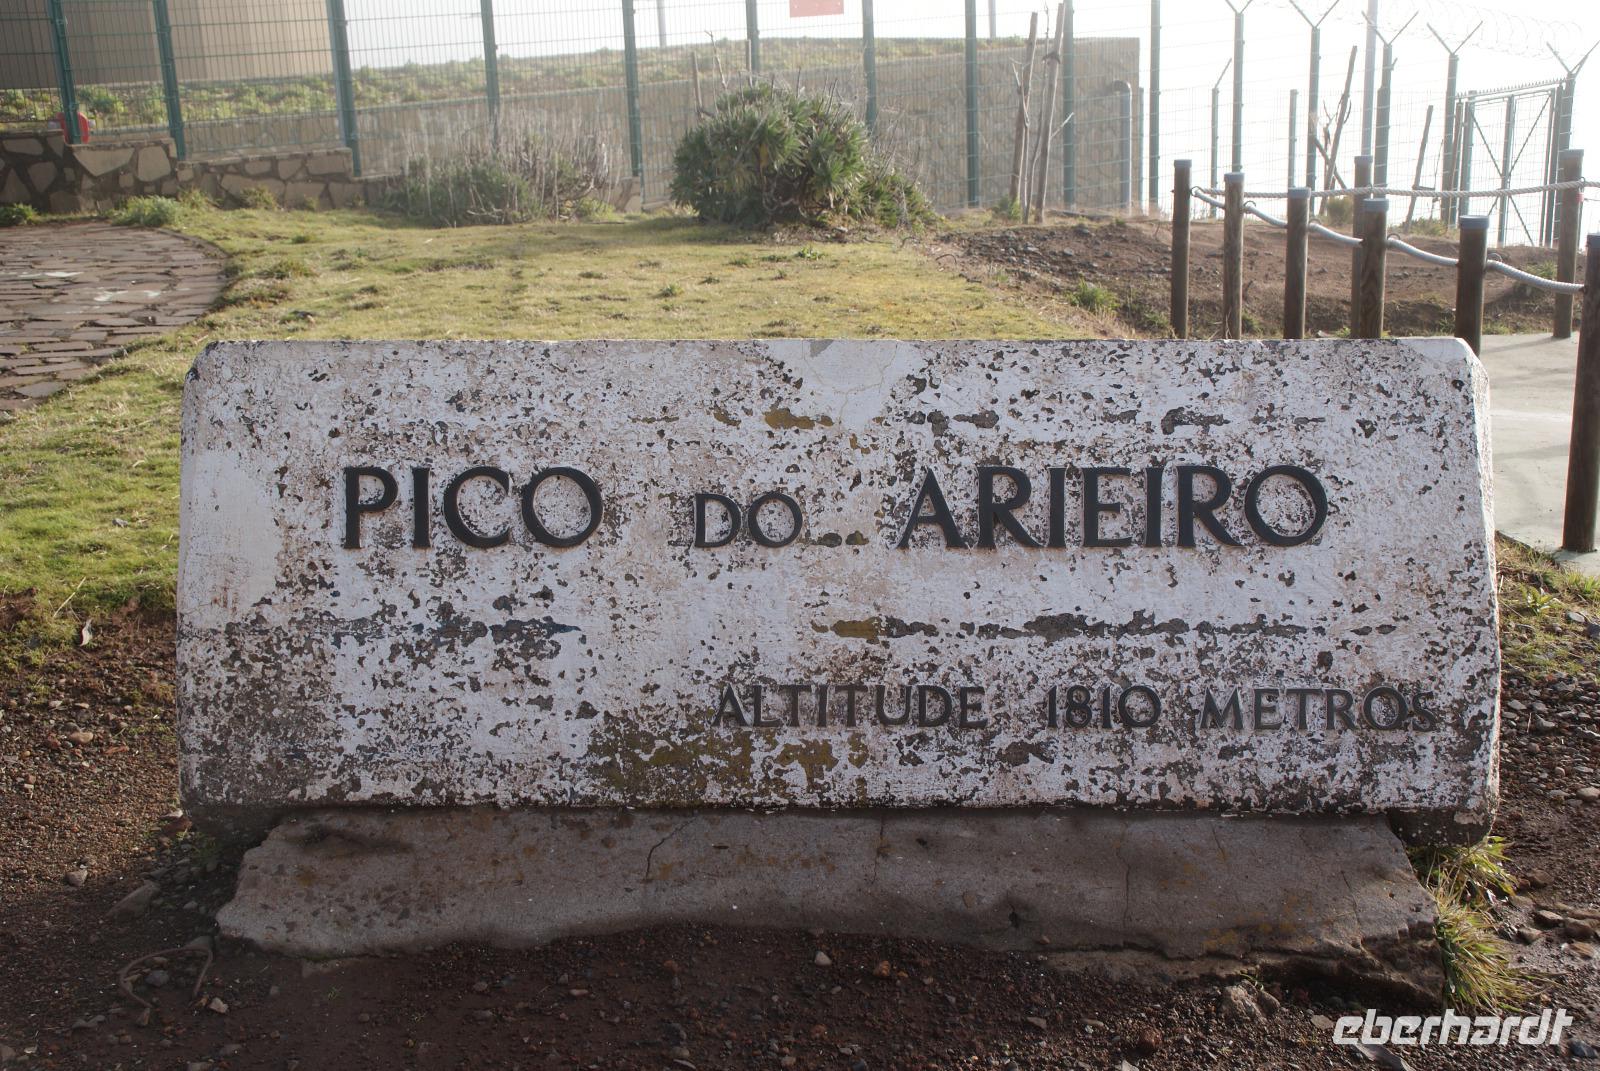 PICO DO ARIEIRO
ALTITUDE 1810 METROS
eberhardt